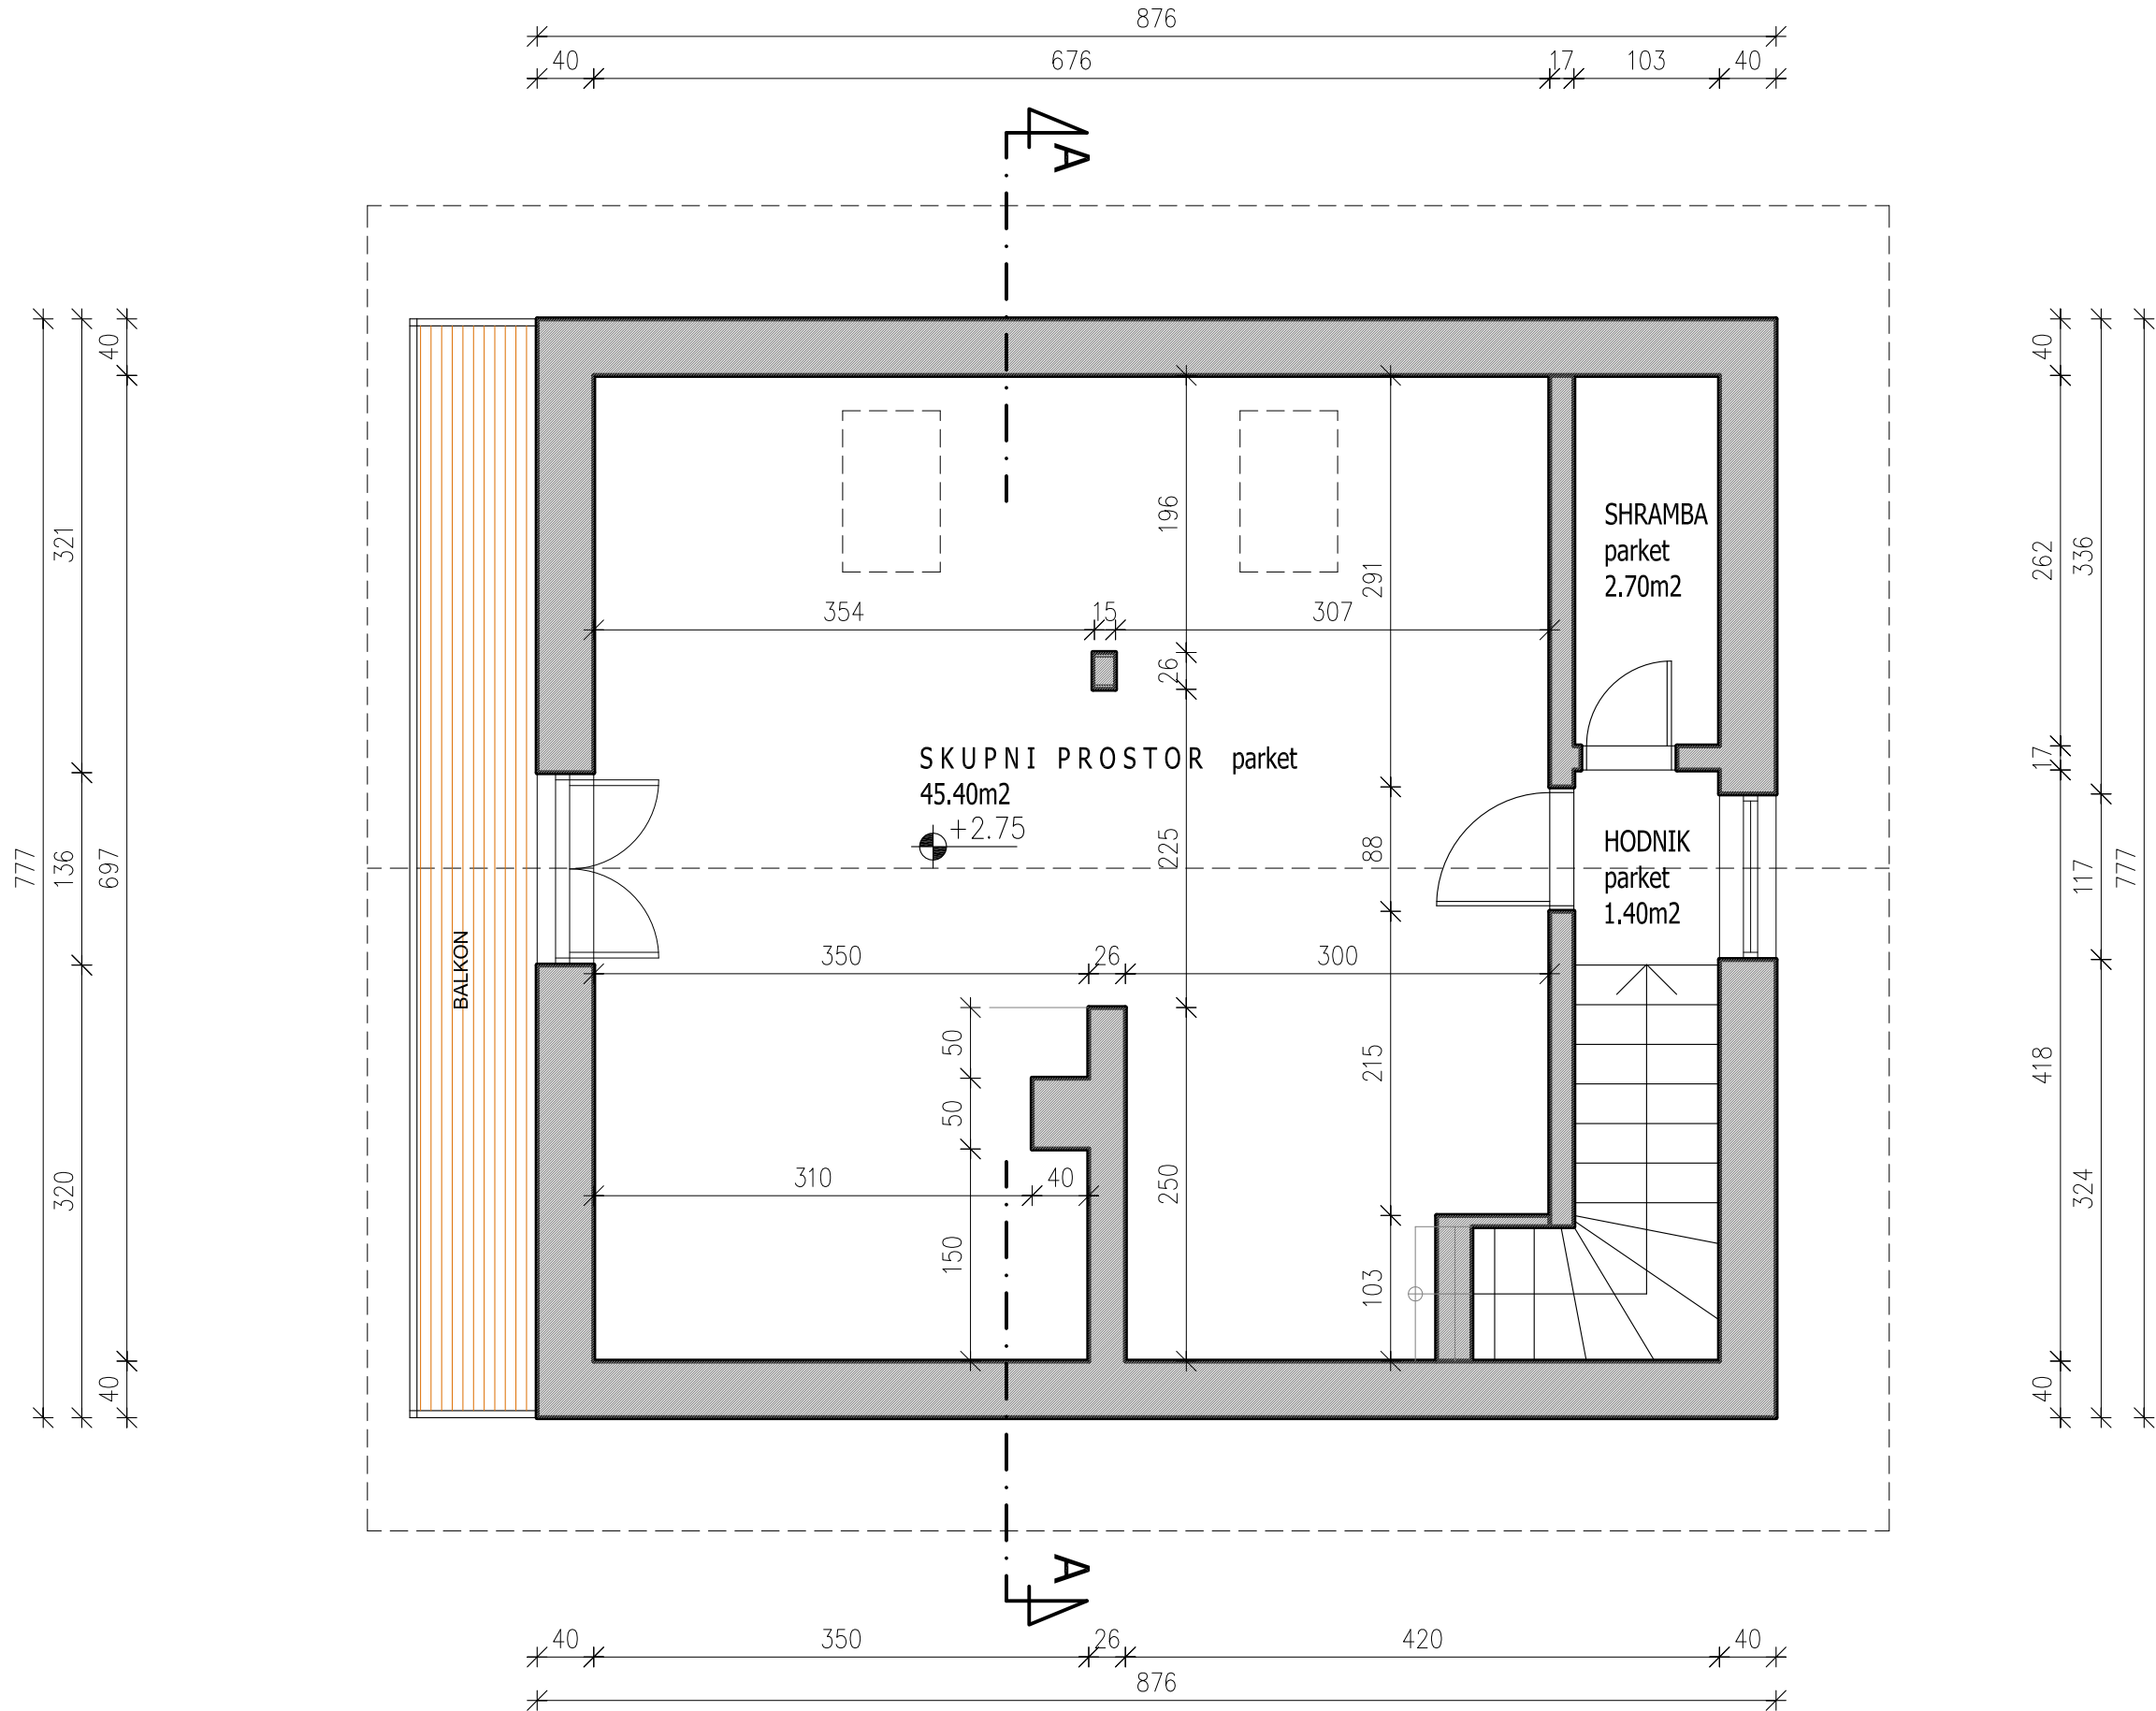 876
40 676 17 103 40
A
40
40
321
262
336
196
291
SHRAMBA
parket
2.70m2
354 15 307
26
17
SKUPNI PROSTOR parket
45.40m2
+2.75
225
88
HODNIK
parket
1.40m2
777
136
697
117
777
BALKON
350 26 300
50
215
418
50
310 40
250
320
324
150
103
40
40
A
40 350 26 420 40
876